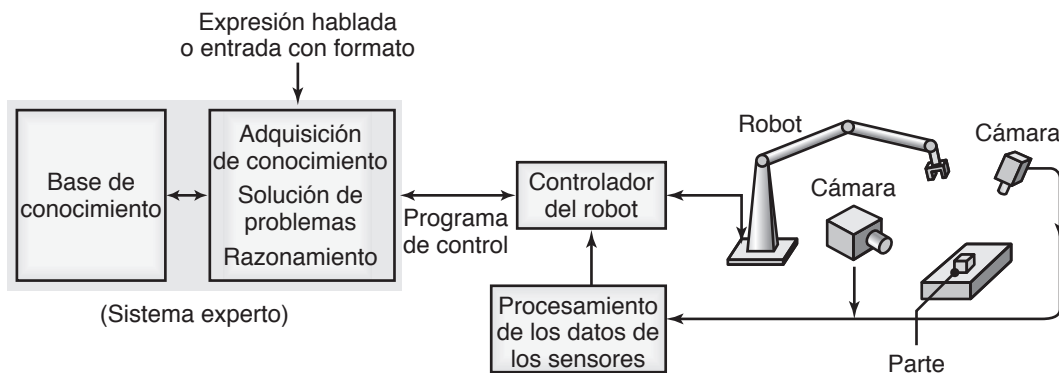 Expresión hablada
o entrada con formato
Base de
conocimiento
Adquisición
de conocimiento
Solución de
problemas
Razonamiento
(Sistema experto)
Programa
de control
Controlador
del robot
Procesamiento
de los datos de
los sensores
Robot
Cámara
Cámara
Parte